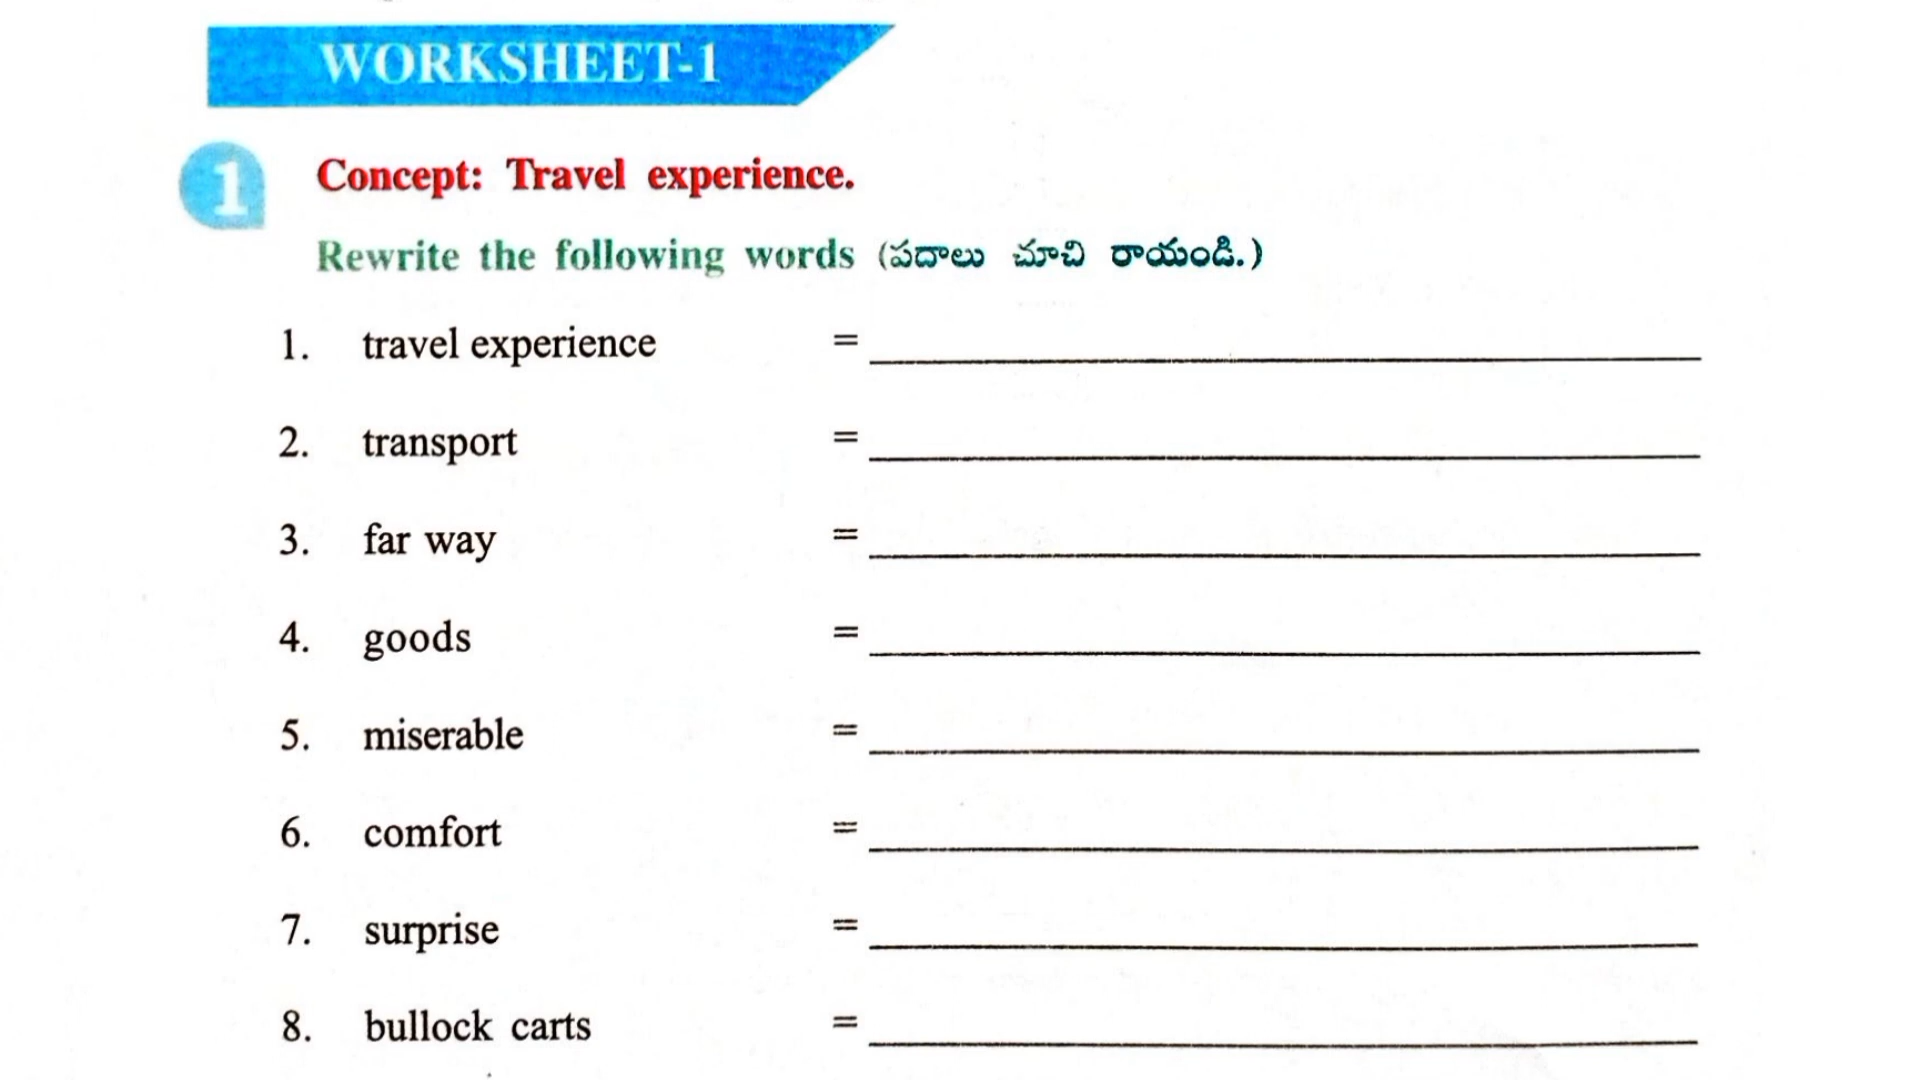 WORKSHEET-1
1 Concept: Travel experience.
Rewrite the following words (పదాలు చూచి రాయండి.)
1. travel experience =
2. transport =
3. far way =
4. goods =
5. miserable =
6. comfort =
7. surprise =
8. bullock carts =